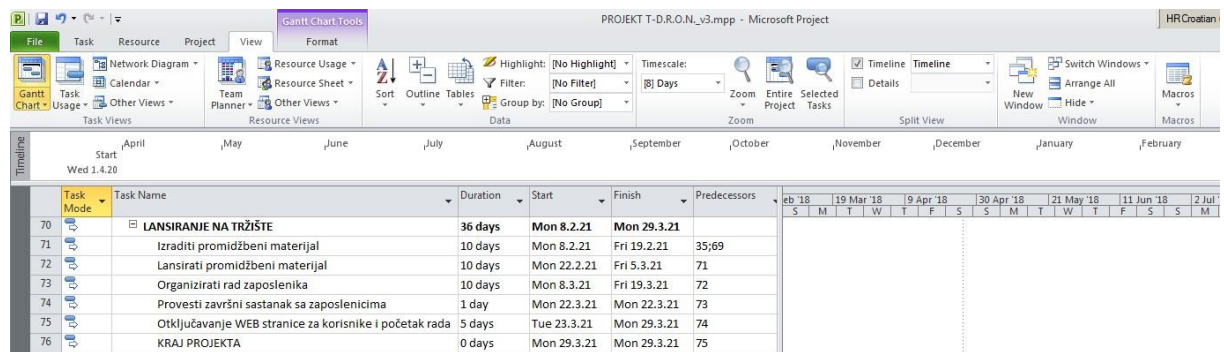 PROJEKT T-D.R.O.N._v3.mpp - Microsoft Project
Gantt Chart Tools
HR Croatian
File Task Resource Project View Format
Gantt Chart
Task Usage
Network Diagram
Calendar
Other Views
Task Views
Team Planner
Resource Usage
Resource Sheet
Other Views
Resource Views
Sort
Outline
Tables
Highlight: [No Highlight]
Filter: [No Filter]
Group by: [No Group]
Data
Timescale:
[8] Days
Zoom
Entire Project
Selected Tasks
Zoom
Timeline Timeline
Details
Split View
New Window
Switch Windows
Arrange All
Hide
Window
Macros
Macros
Timeline
April May June July August September October November December January February
Start
Wed 1.4.20
Task Mode Task Name Duration Start Finish Predecessors
eb '18 19 Mar '18 9 Apr '18 30 Apr '18 21 May '18 11 Jun '18 2 Jul '
S M T W T F S S M T W T F S S M
70 LANSIRANJE NA TRŽIŠTE 36 days Mon 8.2.21 Mon 29.3.21
71 Izraditi promidžbeni materijal 10 days Mon 8.2.21 Fri 19.2.21 35;69
72 Lansirati promidžbeni materijal 10 days Mon 22.2.21 Fri 5.3.21 71
73 Organizirati rad zaposlenika 10 days Mon 8.3.21 Fri 19.3.21 72
74 Provesti završni sastanak sa zaposlenicima 1 day Mon 22.3.21 Mon 22.3.21 73
75 Otključavanje WEB stranice za korisnike i početak rada 5 days Tue 23.3.21 Mon 29.3.21 74
76 KRAJ PROJEKTA 0 days Mon 29.3.21 Mon 29.3.21 75